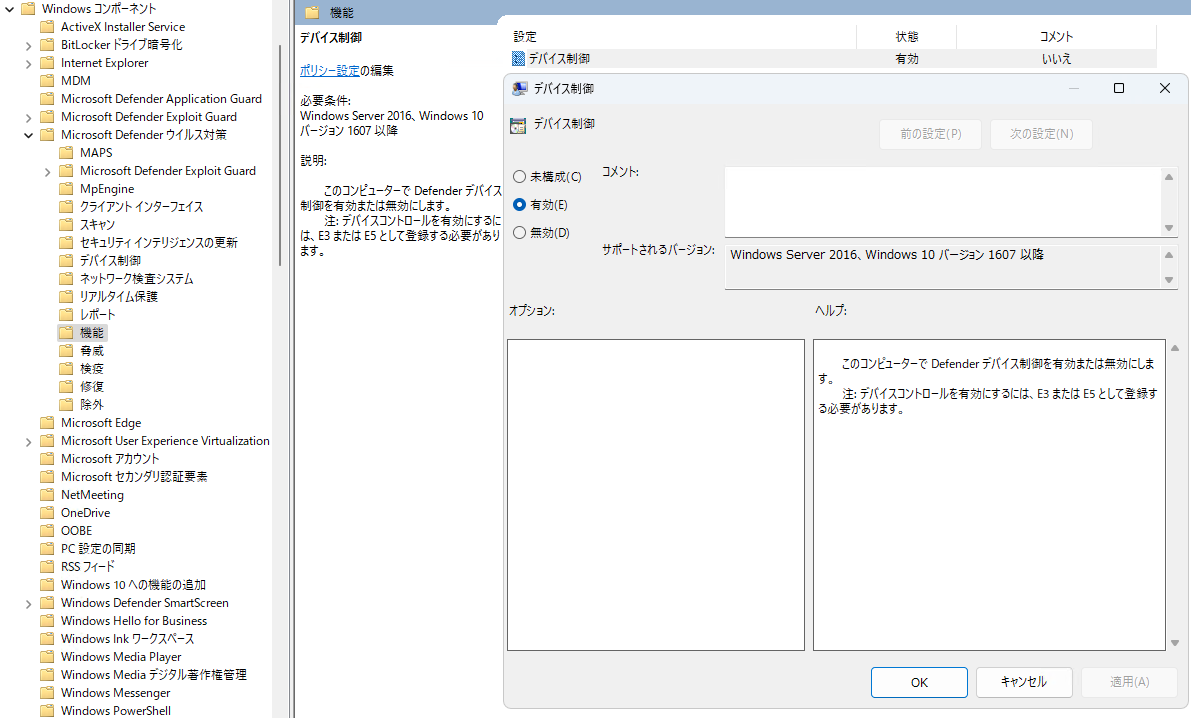 Windows コンポーネント
ActiveX Installer Service
BitLocker ドライブ暗号化
Internet Explorer
MDM
Microsoft Defender Application Guard
Microsoft Defender Exploit Guard
Microsoft Defender ウイルス対策
MAPS
Microsoft Defender Exploit Guard
MpEngine
クライアント インターフェイス
スキャン
セキュリティ インテリジェンスの更新
デバイス制御
ネットワーク検査システム
リアルタイム保護
レポート
機能
脅威
検疫
修復
除外
Microsoft Edge
Microsoft User Experience Virtualization
Microsoft アカウント
Microsoft セカンダリ認証要素
NetMeeting
OneDrive
OOBE
PC 設定の同期
RSS フィード
Windows 10 への機能の追加
Windows Defender SmartScreen
Windows Hello for Business
Windows Ink ワークスペース
Windows Media Player
Windows Media デジタル著作権管理
Windows Messenger
Windows PowerShell
機能
デバイス制御
ポリシー設定の編集
必要条件:
Windows Server 2016、Windows 10
バージョン 1607 以降
説明:
このコンピューターで Defender デバイス
制御を有効または無効にします。
注: デバイスコントロールを有効にするに
は、E3 または E5 として登録する必要があり
ます。
設定 状態 コメント
デバイス制御 有効 いいえ
デバイス制御
デバイス制御
前の設定(P) 次の設定(N)
未構成(C)
有効(E)
無効(D)
コメント:
サポートされるバージョン:
Windows Server 2016、Windows 10 バージョン 1607 以降
オプション:
ヘルプ:
このコンピューターで Defender デバイス制御を有効または無効にしま
す。
注: デバイスコントロールを有効にするには、E3 または E5 として登録す
る必要があります。
OK キャンセル 適用(A)